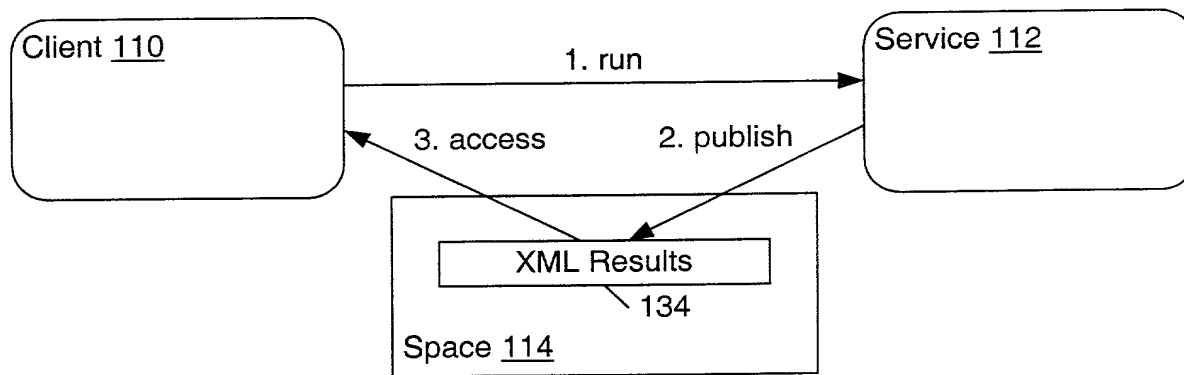 Client 110
Service 112
1. run
3. access
2. publish
XML Results
134
Space 114